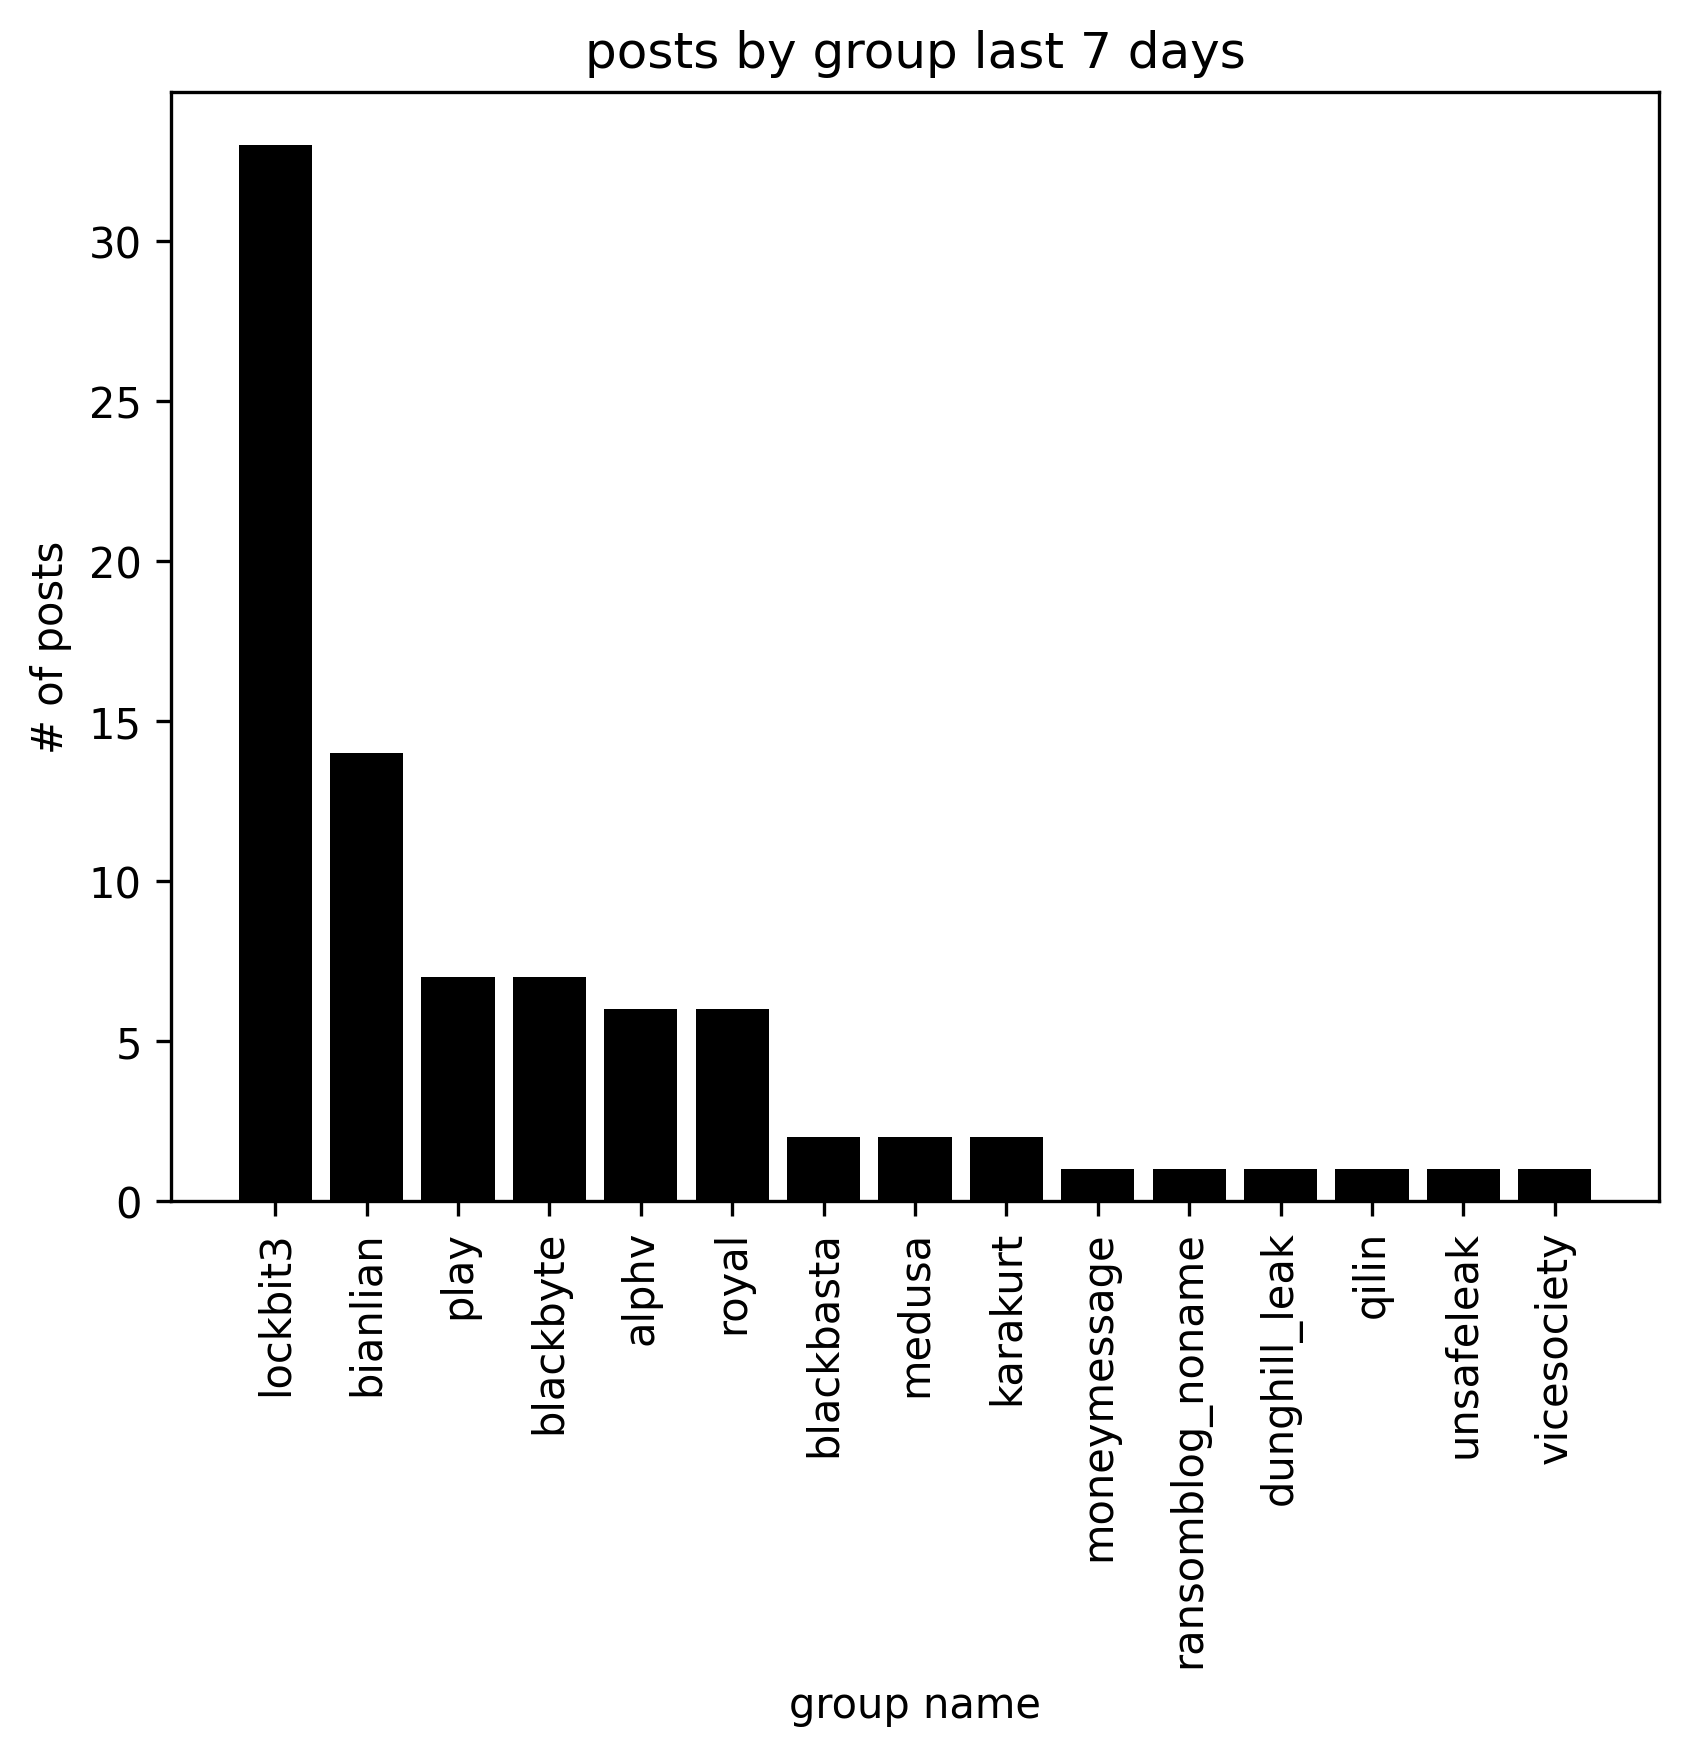 posts by group last 7 days
# of posts
30
25
20
15
10
5
0
lockbit3
bianlian
play
blackbyte
alphv
royal
blackbasta
medusa
karakurt
moneymessage
ransomblog_noname
dunghill_leak
qilin
unsafeleak
vicesociety
group name